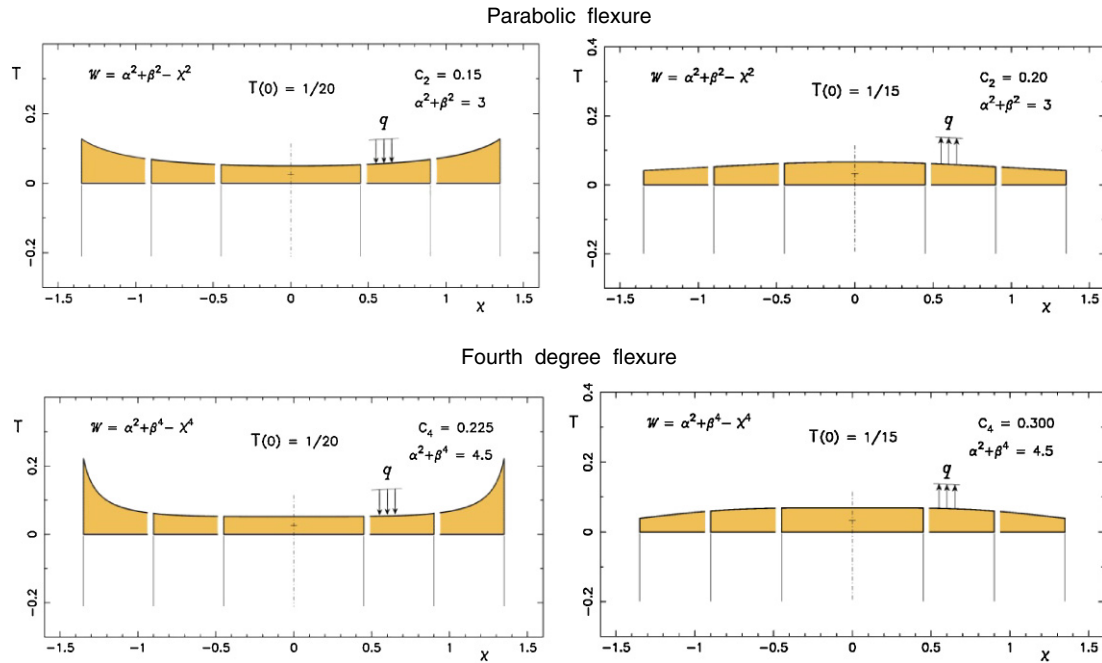 Parabolic flexure
T
0.2
0
−0.2
𝒲 = α²+β²− χ²
T(0) = 1/20
C₂ = 0.15
α²+β² = 3
q
−1.5 −1 −0.5 0 0.5 1 1.5
χ
T
0.4
0.2
0
−0.2
𝒲 = α²+β²− χ²
T(0) = 1/15
C₂ = 0.20
α²+β² = 3
q
−1.5 −1 −0.5 0 0.5 1 1.5
χ
Fourth degree flexure
T
0.2
0
−0.2
𝒲 = α²+β⁴− χ⁴
T(0) = 1/20
C₄ = 0.225
α²+β⁴ = 4.5
q
−1.5 −1 −0.5 0 0.5 1 1.5
χ
T
0.4
0.2
0
−0.2
𝒲 = α²+β⁴− χ⁴
T(0) = 1/15
C₄ = 0.300
α²+β⁴ = 4.5
q
−1.5 −1 −0.5 0 0.5 1 1.5
χ